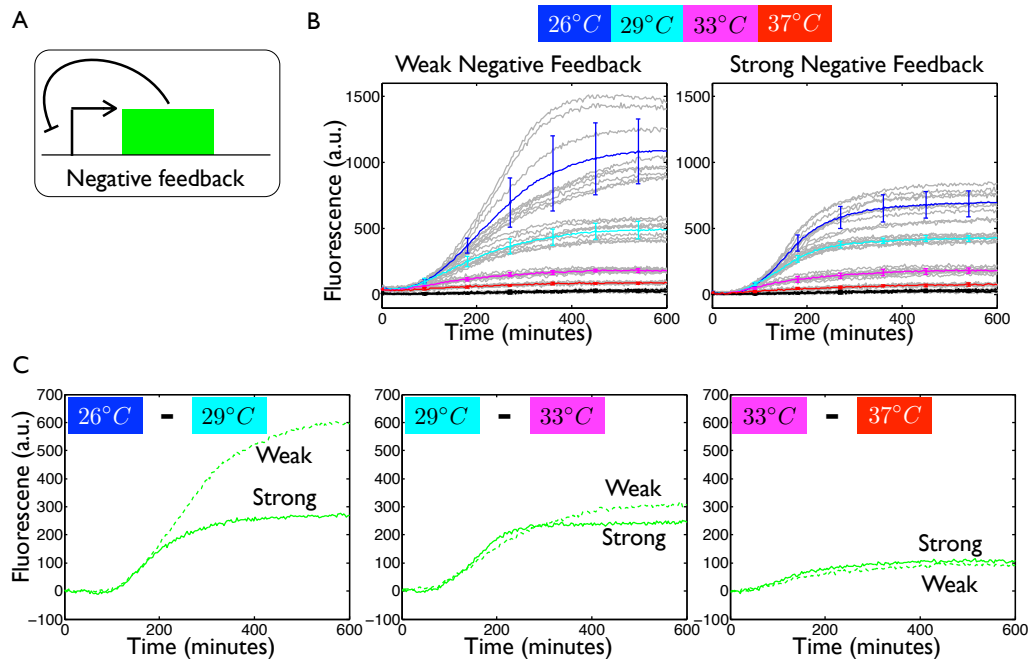 A
Negative feedback
B
26°C 29°C 33°C 37°C
Weak Negative Feedback
Strong Negative Feedback
Fluorescence (a.u.)
1500
1000
500
0
0 200 400 600
Time (minutes)
1500
1000
500
0
0 200 400 600
Time (minutes)
C
26°C - 29°C
Fluorescene (a.u.)
700
600
500
400
300
200
100
0
−100
Weak
Strong
0 200 400 600
Time (minutes)
29°C - 33°C
700
600
500
400
300
200
100
0
−100
Weak
Strong
0 200 400 600
Time (minutes)
33°C - 37°C
700
600
500
400
300
200
100
0
−100
Strong
Weak
0 200 400 600
Time (minutes)